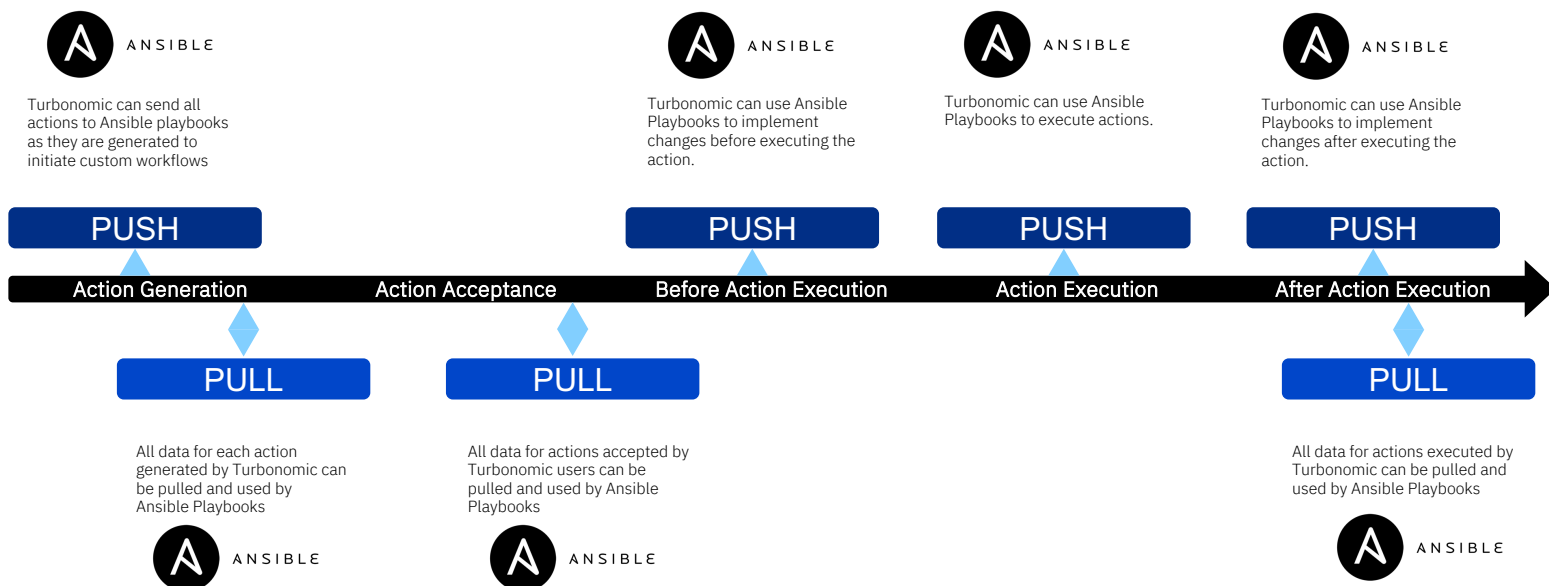 ANSIBLE
Turbonomic can send all
actions to Ansible playbooks
as they are generated to
initiate custom workflows
ANSIBLE
Turbonomic can use Ansible
Playbooks to implement
changes before executing the
action.
ANSIBLE
Turbonomic can use Ansible
Playbooks to execute actions.
ANSIBLE
Turbonomic can use Ansible
Playbooks to implement
changes after executing the
action.
PUSH
PUSH
PUSH
PUSH
Action Generation
Action Acceptance
Before Action Execution
Action Execution
After Action Execution
PULL
PULL
PULL
All data for each action
generated by Turbonomic can
be pulled and used by
Ansible Playbooks
ANSIBLE
All data for actions accepted by
Turbonomic users can be
pulled and used by Ansible
Playbooks
ANSIBLE
All data for actions executed by
Turbonomic can be pulled and
used by Ansible Playbooks
ANSIBLE